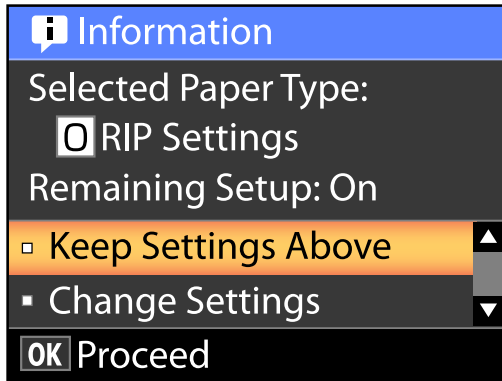 Information
Selected Paper Type:
0 RIP Settings
Remaining Setup: On
Keep Settings Above
Change Settings
OK Proceed